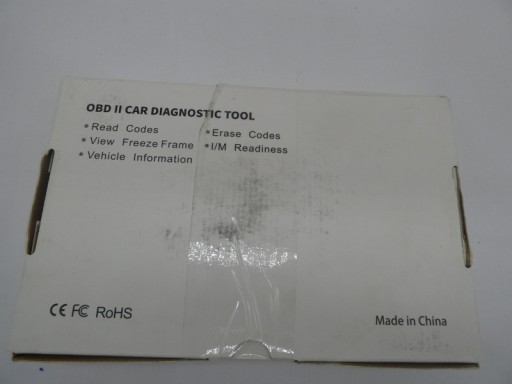 OBD II CAR DIAGNOSTIC TOOL
• Read Codes
• Erase Codes
• View Freeze Frame
• I/M Readiness
• Vehicle Information
CE FC RoHS
Made in China